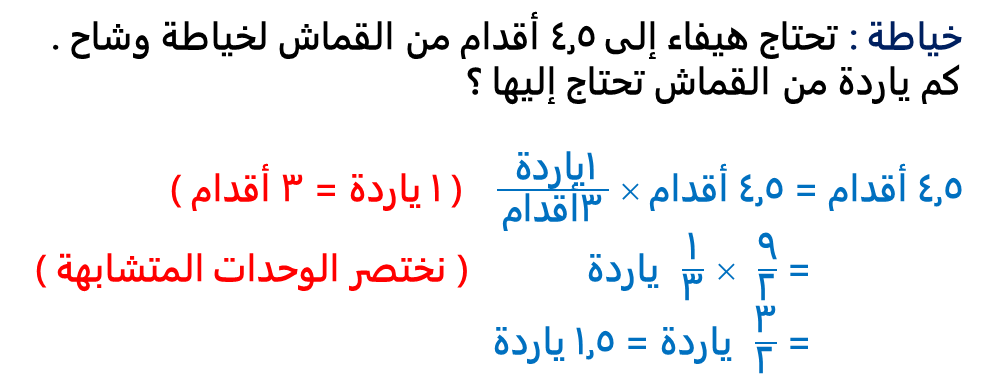 خياطة : تحتاج هيفاء إلى ٤,٥ أقدام من القماش لخياطة وشاح .
كم ياردة من القماش تحتاج إليها ؟
٤,٥ أقدام = ٤,٥ أقدام × ١ياردة / ٣أقدام ( ١ ياردة = ٣ أقدام )
= ٩/٢ × ١/٣ ياردة ( نختصر الوحدات المتشابهة )
= ٣/٢ ياردة = ١,٥ ياردة